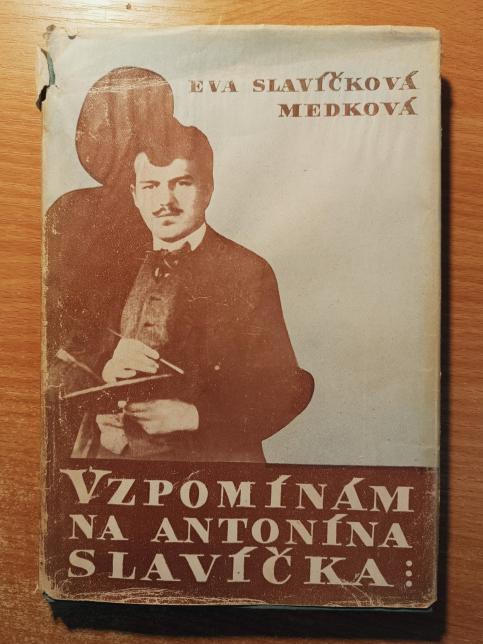 EVA SLAVÍČKOVÁ
MEDKOVÁ
VZPOMÍNÁM
NA ANTONÍNA
SLAVÍČKA: